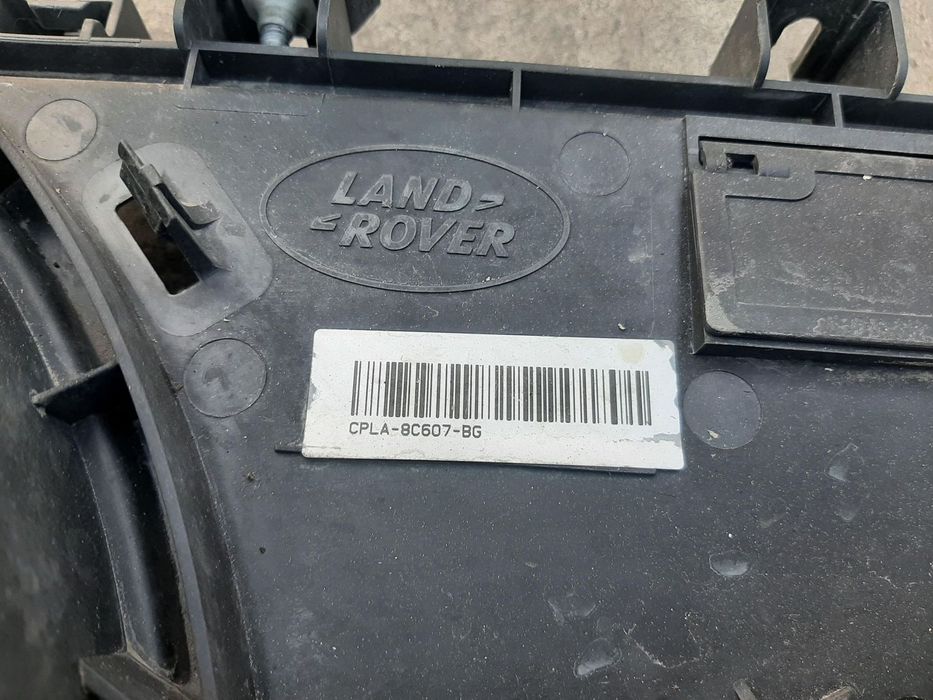 LAND
ROVER
CPLA-8C607-BG